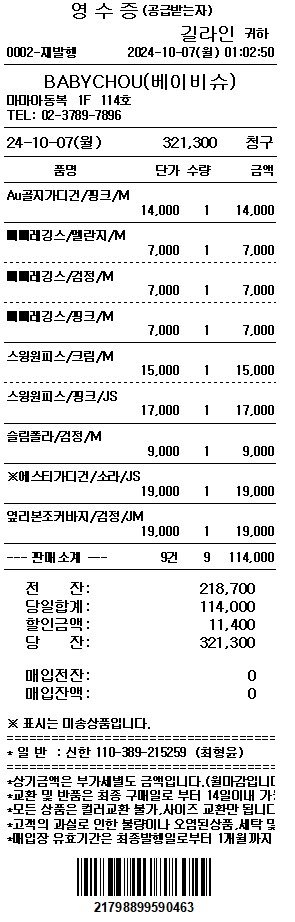 영 수 증 (공급받는자)
길라인 귀하
0002-재발행 2024-10-07(월) 01:02:50
BABYCHOU(베이비슈)
마마아동복 1F 114호
TEL: 02-3789-7896
24-10-07(월) 321,300 청구
품명 단가 수량 금액
Au골지가디건/핑크/M
14,000 1 14,000
■■레깅스/멜란지/M
7,000 1 7,000
■■레깅스/검정/M
7,000 1 7,000
■■레깅스/핑크/M
7,000 1 7,000
스윙원피스/크림/M
15,000 1 15,000
스윙원피스/핑크/JS
17,000 1 17,000
슬림폴라/검정/M
9,000 1 9,000
※에스터가디건/소라/JS
19,000 1 19,000
옆리본조커바지/검정/JM
19,000 1 19,000
--- 판매 소계 --- 9건 9 114,000
전 잔: 218,700
당일합계: 114,000
할인금액: 11,400
당 잔: 321,300
매입전잔: 0
매입잔액: 0
※ 표시는 미송상품입니다.
* 일 반 : 신한 110-389-215259 (최형윤)
*상기금액은 부가세별도 금액입니다.(월마감입니다
*교환 및 반품은 최종 구매일로 부터 14일이내 가
*모든 상품은 컬러교환 불가,사이즈 교환만 됩니다
*고객의 과실로 인한 불량이나 오염된상품,세탁 및
*매입장 유효기간은 최종발행일로부터 1개월까지
21798899590463